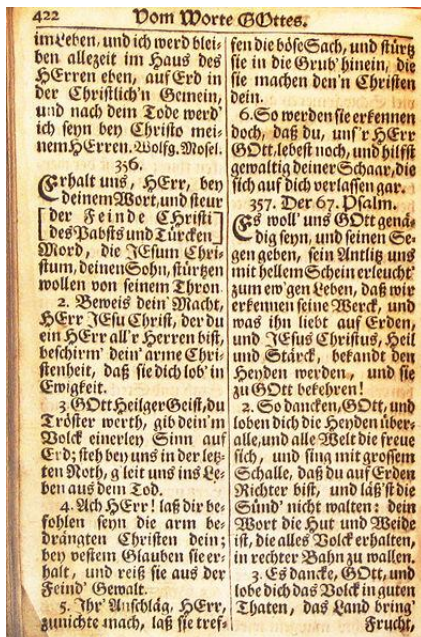 422 Vom Worte GOttes.
im Leben, und ich werd blei-
ben allezeit im Haus des
HErren eben, auf Erd in
der Christlich'n Gemein,
und nach dem Tode werd'
ich seyn bey Christo mei-
nem HErren. Wolfg. Mosel.
356.
Erhalt uns, HErr, bey
deinem Wort, und steur
[der Feinde CHristi]
[des Pabsts und Türcken]
Mord, die JEsum Chri-
stum, deinen Sohn, stürtzen
wollen von seinem Thron
2. Beweis dein' Macht,
HErr JEsu Christ, der du
ein HErr all'r Herren bist,
beschirm' dein' arme Chri-
stenheit, daß sie dich lob' in
Ewigkeit.
3. GOtt Heilger Geist, du
Tröster werth, gib dein'm
Volck einerley Sinn auf
Erd; steh bey uns in der letz-
ten Noth, g'leit uns ins Le-
ben aus dem Tod.
4. Ach HErr! laß dir be-
fohlen seyn die arm be-
drängten Christen dein;
bey vestem Glauben sie er-
halt, und reiß sie aus der
Feind' Gewalt.
5. Ihr' Anschläg, HErr,
zunichte mach, laß sie tref-
fen die böse Sach, und stürtz
sie in die Grub' hinein, die
sie machen den'n Christen
dein.
6. So werden sie erkennen
doch, daß du, uns'r HErr
GOtt, lebest noch, und hilfst
gewaltig deiner Schaar, die
sich auf dich verlassen gar.
357. Der 67. Psalm.
Es woll' uns GOtt genä-
dig seyn, und seinen Se-
gen geben, sein Antlitz uns
mit hellem Schein erleucht'
zum ew'gen Leben, daß wir
erkennen seine Werck, und
was ihn liebt auf Erden,
und JEsus Christus, Heil
und Stärck, bekandt den
Heyden werden, und sie
zu GOtt bekehren!
2. So dancken, GOtt, und
loben dich die Heyden über-
alle, und alle Welt die freue
sich, und sing mit grossem
Schalle, daß du auf Erden
Richter bist, und läß'st die
Sünd' nicht walten: dein
Wort die Hut und Weide
ist, die alles Volck erhalten,
in rechter Bahn zu wallen.
3. Es dancke, GOtt, und
lobe dich das Volck in guten
Thaten, das Land bring'
Frucht,